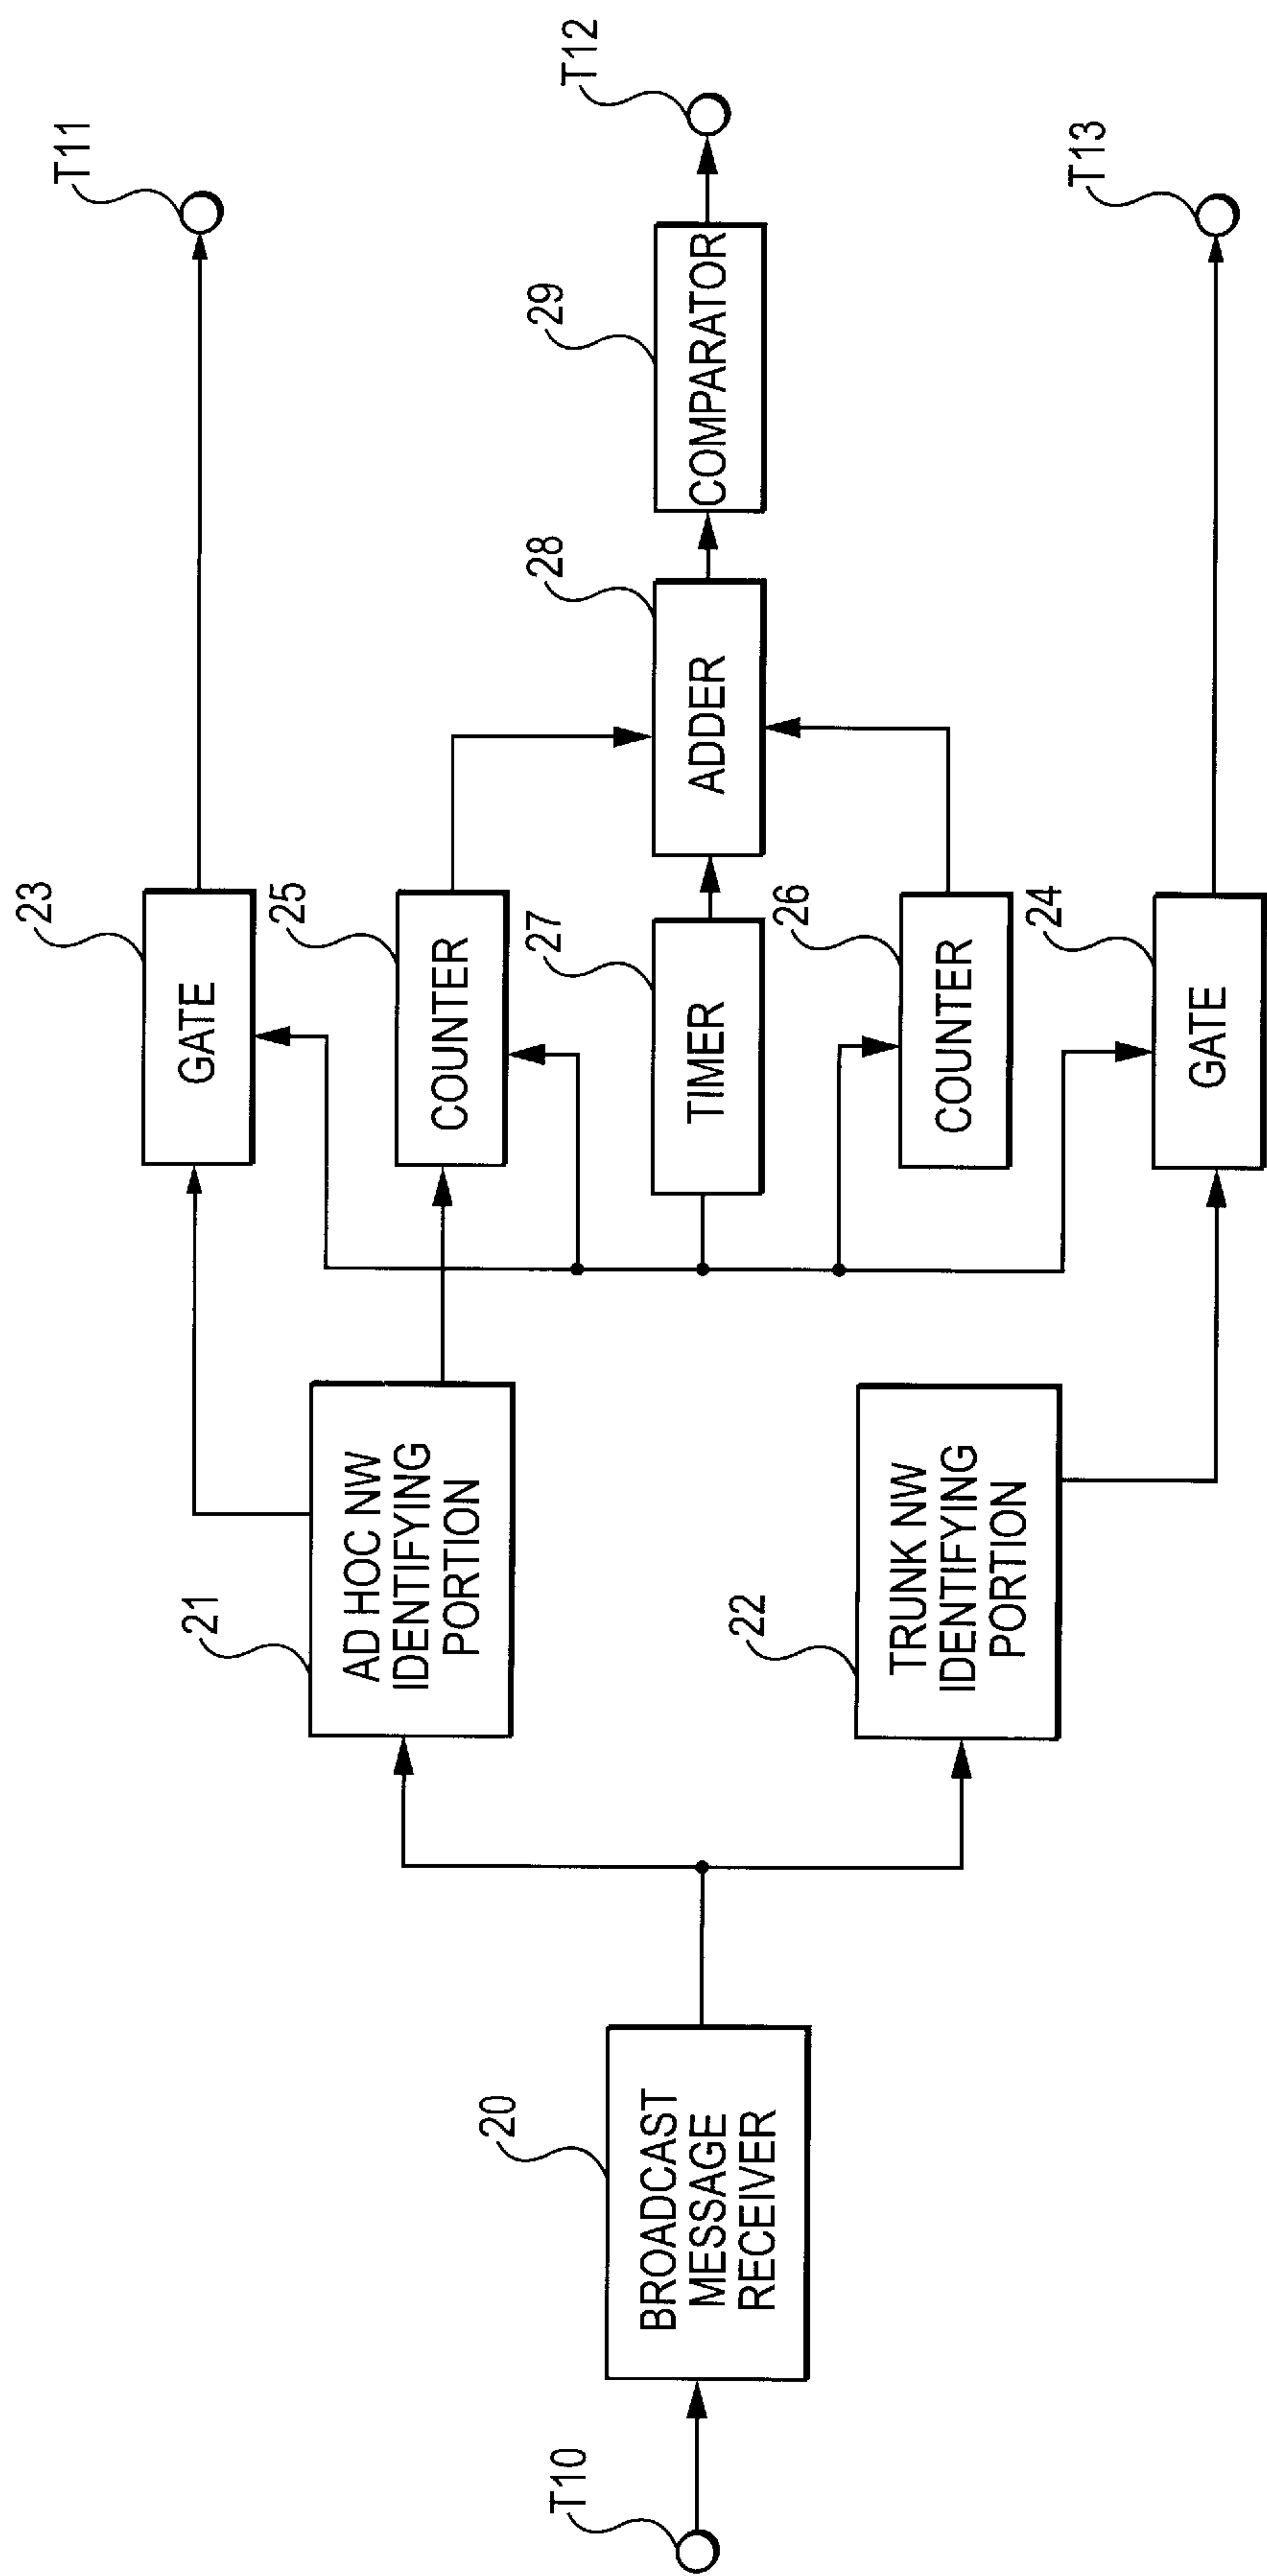 T10
20
BROADCAST
MESSAGE
RECEIVER
21
AD HOC NW
IDENTIFYING
PORTION
22
TRUNK NW
IDENTIFYING
PORTION
23
GATE
25
COUNTER
27
TIMER
26
COUNTER
24
GATE
28
ADDER
29
COMPARATOR
T11
T12
T13